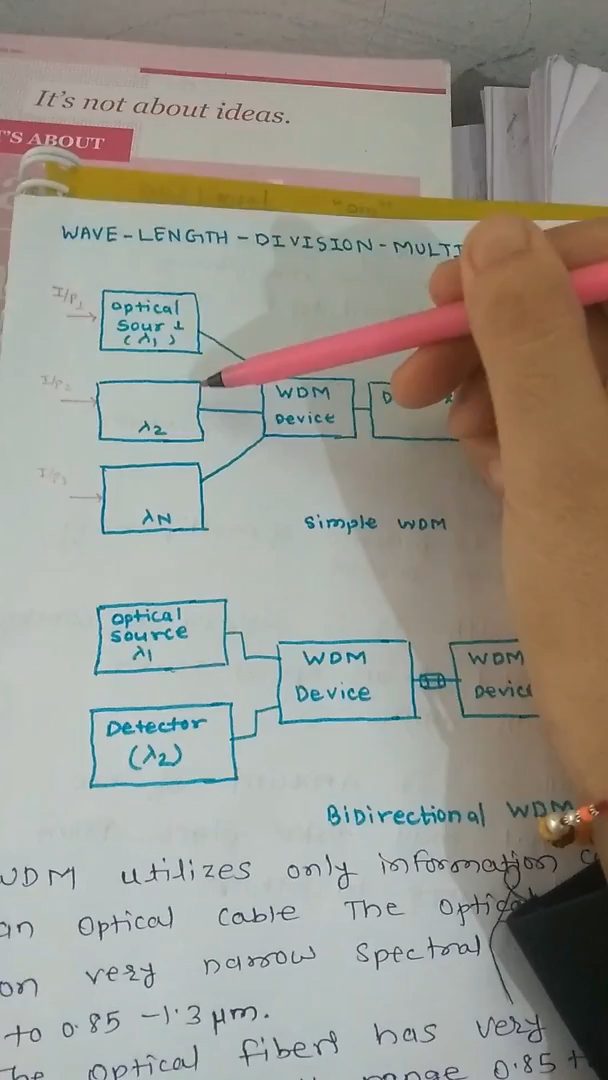 It's not about ideas.
'S ABOUT
WAVE-LENGTH-DIVISION-MULTI
I/P1
Optical
Sour 1
(λ1)
I/P2
λ2
WDM
Device
D
I/P3
λN
Simple WDM
Optical
Source
λ1
WDM
Device
WDM
Devic
Detector
(λ2)
BiDirectional WDM
WDM utilizes only information C
an Optical Cable The Optical
on very narrow Spectral
to 0.85 -1.3 μm.
The Optical fibers has very
range 0.85 t